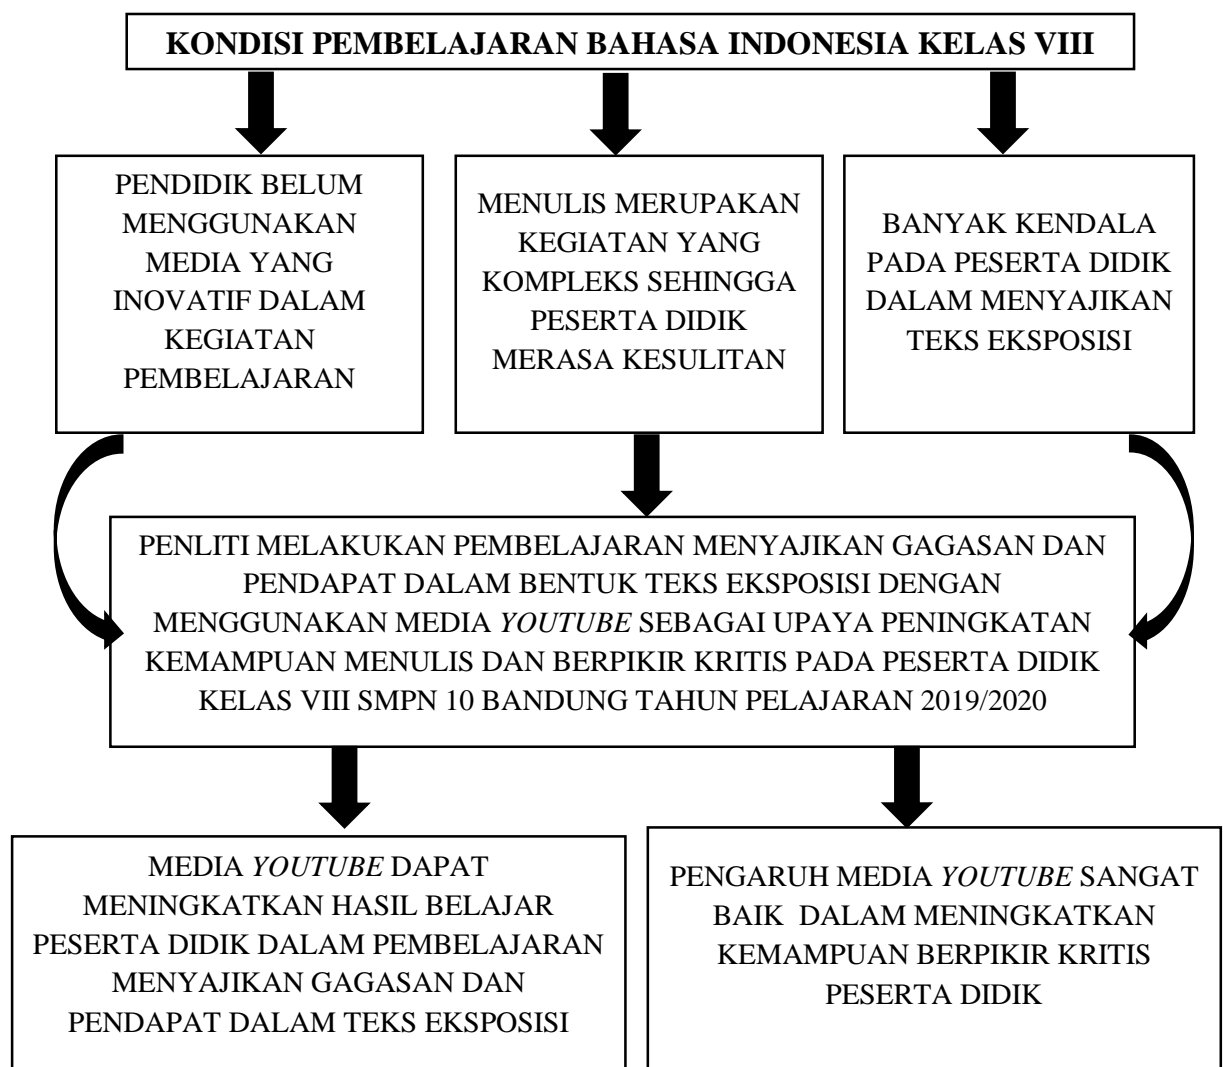 KONDISI PEMBELAJARAN BAHASA INDONESIA KELAS VIII
PENDIDIK BELUM
MENGGUNAKAN
MEDIA YANG
INOVATIF DALAM
KEGIATAN
PEMBELAJARAN
MENULIS MERUPAKAN
KEGIATAN YANG
KOMPLEKS SEHINGGA
PESERTA DIDIK
MERASA KESULITAN
BANYAK KENDALA
PADA PESERTA DIDIK
DALAM MENYAJIKAN
TEKS EKSPOSISI
PENLITI MELAKUKAN PEMBELAJARAN MENYAJIKAN GAGASAN DAN
PENDAPAT DALAM BENTUK TEKS EKSPOSISI DENGAN
MENGGUNAKAN MEDIA YOUTUBE SEBAGAI UPAYA PENINGKATAN
KEMAMPUAN MENULIS DAN BERPIKIR KRITIS PADA PESERTA DIDIK
KELAS VIII SMPN 10 BANDUNG TAHUN PELAJARAN 2019/2020
MEDIA YOUTUBE DAPAT
MENINGKATKAN HASIL BELAJAR
PESERTA DIDIK DALAM PEMBELAJARAN
MENYAJIKAN GAGASAN DAN
PENDAPAT DALAM TEKS EKSPOSISI
PENGARUH MEDIA YOUTUBE SANGAT
BAIK DALAM MENINGKATKAN
KEMAMPUAN BERPIKIR KRITIS
PESERTA DIDIK